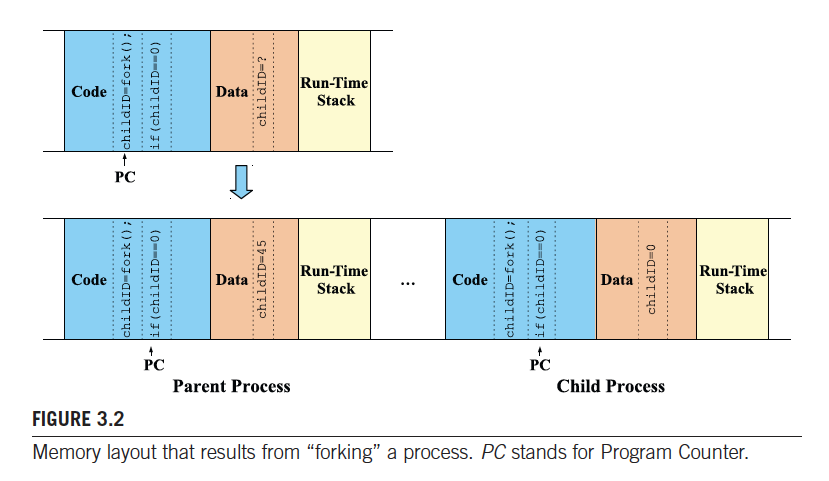 Code
childID=fork();
if(childID==0)
Data
childID=?
Run-Time
Stack
PC
Code
childID=fork();
if(childID==0)
Data
childID=45
Run-Time
Stack
...
Code
childID=fork();
if(childID==0)
Data
childID=0
Run-Time
Stack
PC
PC
Parent Process
Child Process
FIGURE 3.2
Memory layout that results from “forking” a process. PC stands for Program Counter.